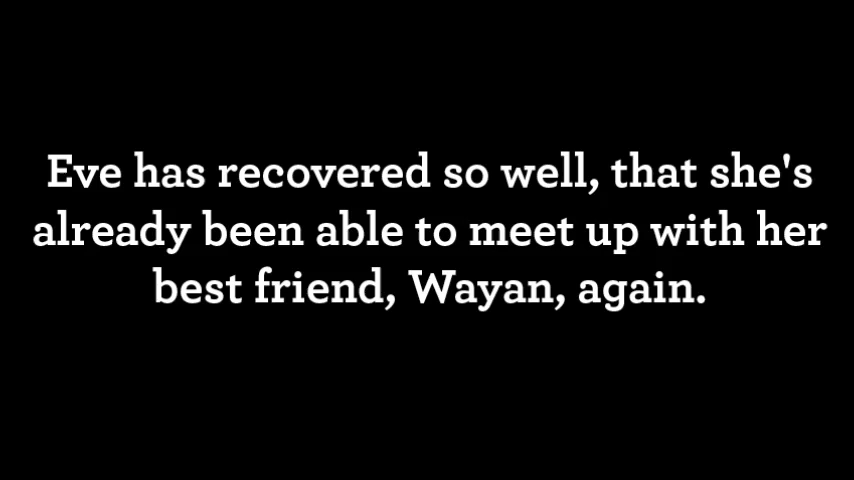 Eve has recovered so well, that she's
already been able to meet up with her
best friend, Wayan, again.